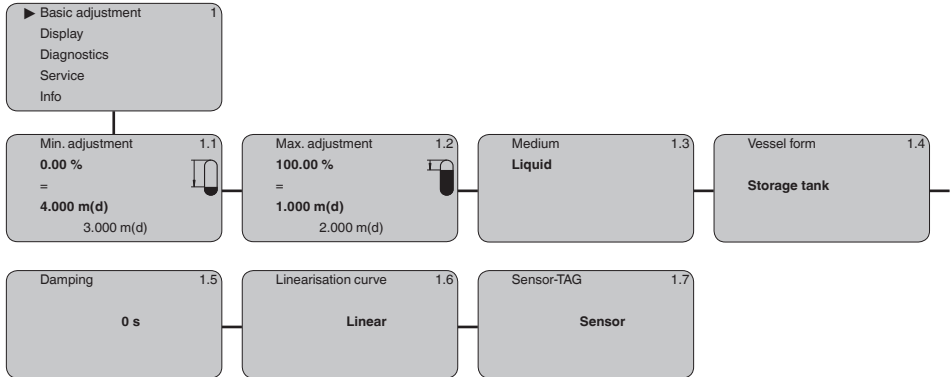 ▶ Basic adjustment 1
Display
Diagnostics
Service
Info
Min. adjustment 1.1
0.00 %
=
4.000 m(d)
3.000 m(d)
Max. adjustment 1.2
100.00 %
=
1.000 m(d)
2.000 m(d)
Medium 1.3
Liquid
Vessel form 1.4
Storage tank
Damping 1.5
0 s
Linearisation curve 1.6
Linear
Sensor-TAG 1.7
Sensor